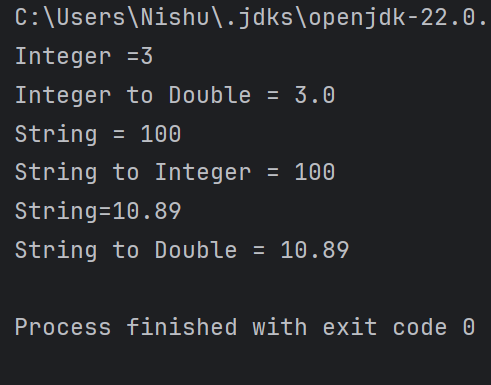 C:\Users\Nishu\.jdks\openjdk-22.0.
Integer =3
Integer to Double = 3.0
String = 100
String to Integer = 100
String=10.89
String to Double = 10.89
Process finished with exit code 0